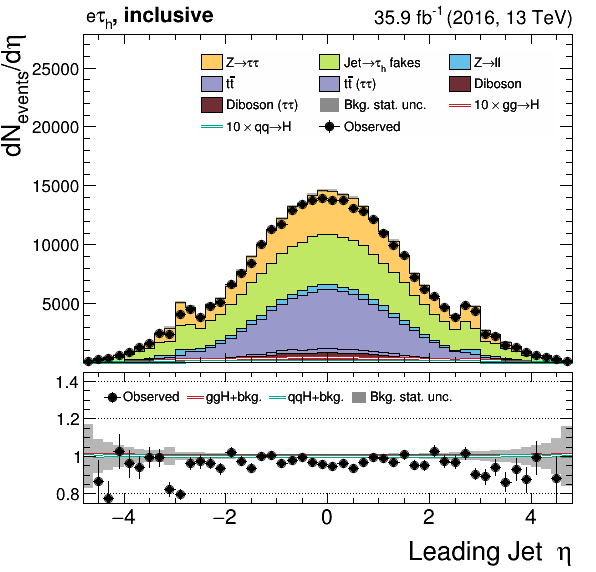 eτh, inclusive 35.9 fb⁻¹ (2016, 13 TeV)
dNevents/dη
25000
20000
15000
10000
5000
Z→ττ Jet→τh fakes Z→ll
tt̄ tt̄ (ττ) Diboson
Diboson (ττ) Bkg. stat. unc. 10 × gg→H
10 × qq→H Observed
1.4
1.2
1
0.8
Observed ggH+bkg. qqH+bkg. Bkg. stat. unc.
−4 −2 0 2 4
Leading Jet η